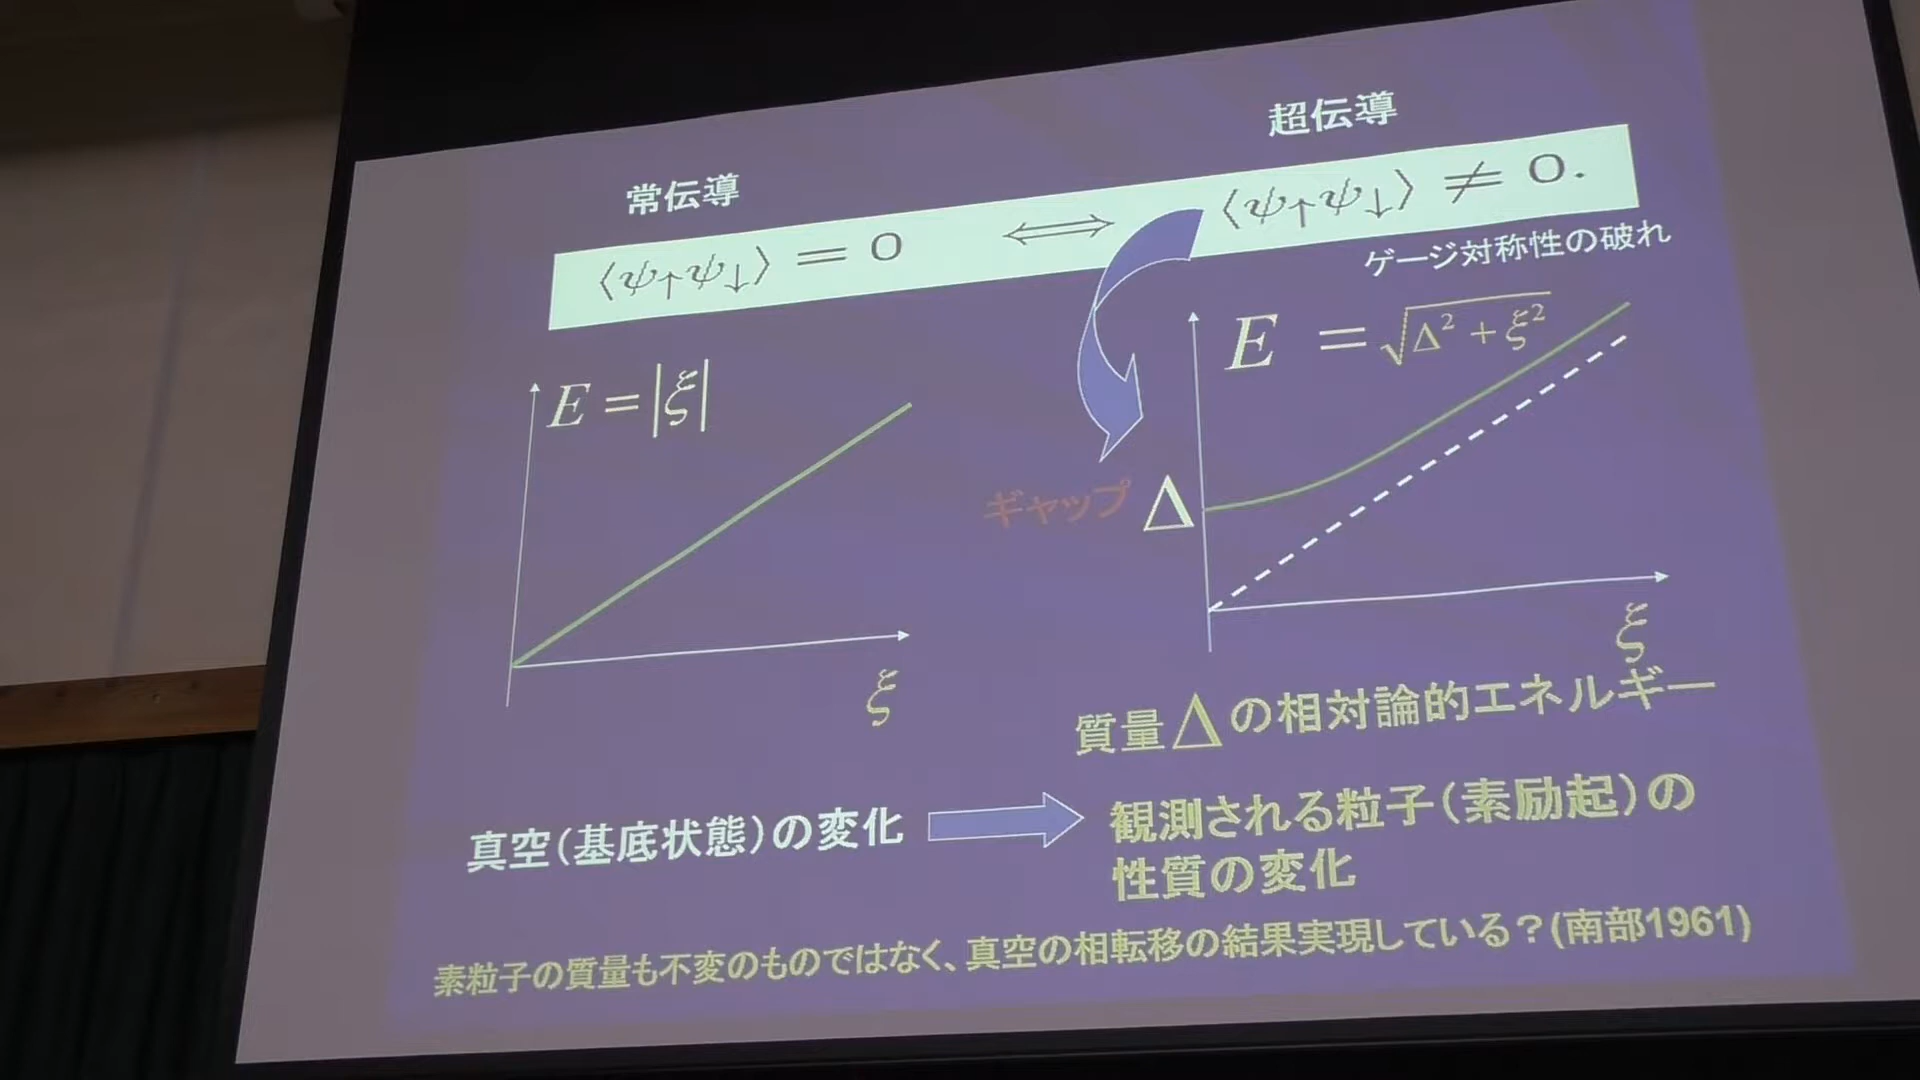 常伝導
超伝導
⟨ψ↑ψ↓⟩ = 0 ⟺ ⟨ψ↑ψ↓⟩ ≠ 0.
ゲージ対称性の破れ
E = |ξ|
E = √Δ² + ξ²
ギャップ Δ
ξ
ξ
質量Δの相対論的エネルギー
真空(基底状態)の変化
観測される粒子(素励起)の
性質の変化
素粒子の質量も不変のものではなく、真空の相転移の結果実現している？(南部1961)